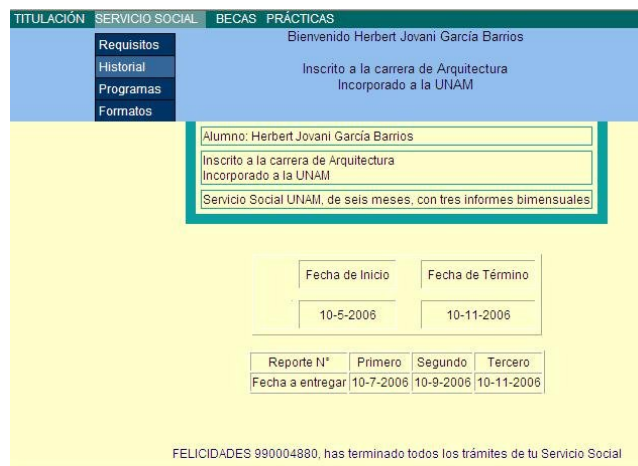 TITULACIÓN SERVICIO SOCIAL BECAS PRÁCTICAS
Requisitos
Historial
Programas
Formatos
Bienvenido Herbert Jovani García Barrios
Inscrito a la carrera de Arquitectura
Incorporado a la UNAM
Alumno: Herbert Jovani García Barrios
Inscrito a la carrera de Arquitectura
Incorporado a la UNAM
Servicio Social UNAM, de seis meses, con tres informes bimensuales
Fecha de Inicio Fecha de Término
10-5-2006 10-11-2006
Reporte N° Primero Segundo Tercero
Fecha a entregar 10-7-2006 10-9-2006 10-11-2006
FELICIDADES 990004880, has terminado todos los trámites de tu Servicio Social